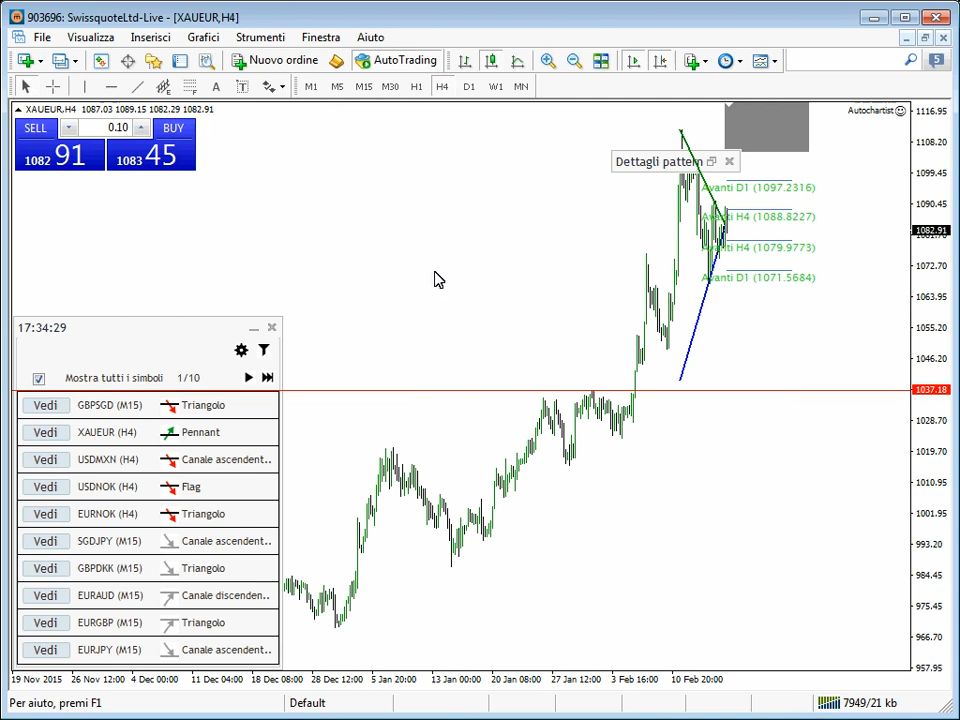 903696: SwissquoteLtd-Live - [XAUEUR,H4]
File Visualizza Inserisci Grafici Strumenti Finestra Aiuto
Nuovo ordine AutoTrading 5
A T M1 M5 M15 M30 H1 H4 D1 W1 MN
XAUEUR,H4 1087.03 1089.15 1082.29 1082.91
Autochartist
SELL 0.10 BUY
1082 91 1083 45
Dettagli pattern
Avanti D1 (1097.2316)
Avanti H4 (1088.8227)
Avanti H4 (1079.9773)
Avanti D1 (1071.5684)
1116.95
1108.20
1099.45
1090.45
1082.91
1081.70
1072.70
1063.95
1055.20
1046.20
1037.18
1028.70
1019.70
1010.95
1001.95
993.20
984.45
975.45
966.70
957.95
17:34:29
Mostra tutti i simboli 1/10
Vedi GBPSGD (M15) Triangolo
Vedi XAUEUR (H4) Pennant
Vedi USDMXN (H4) Canale ascendent..
Vedi USDNOK (H4) Flag
Vedi EURNOK (H4) Triangolo
Vedi SGDJPY (M15) Canale ascendent..
Vedi GBPDKK (M15) Triangolo
Vedi EURAUD (M15) Canale discenden..
Vedi EURGBP (M15) Triangolo
Vedi EURJPY (M15) Canale ascendent..
19 Nov 2015 26 Nov 12:00 4 Dec 00:00 11 Dec 04:00 18 Dec 08:00 28 Dec 12:00 5 Jan 20:00 13 Jan 00:00 20 Jan 08:00 27 Jan 12:00 3 Feb 16:00 10 Feb 20:00
Per aiuto, premi F1 Default 7949/21 kb